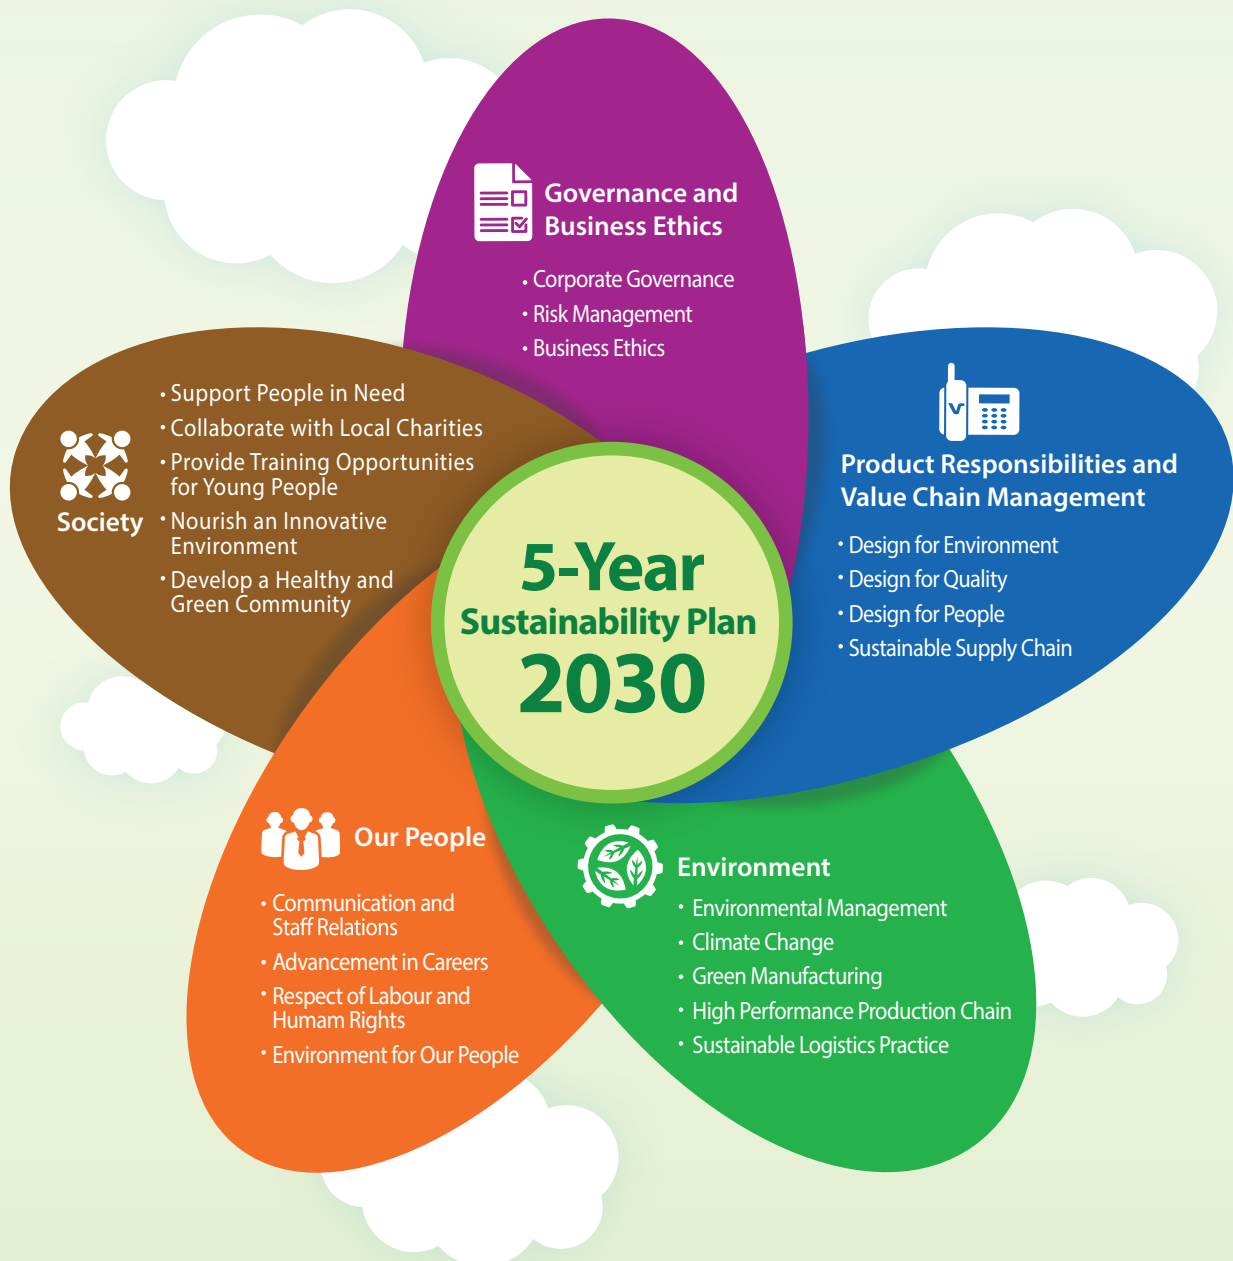 Governance and
Business Ethics
• Corporate Governance
• Risk Management
• Business Ethics
Product Responsibilities and
Value Chain Management
• Design for Environment
• Design for Quality
• Design for People
• Sustainable Supply Chain
Environment
• Environmental Management
• Climate Change
• Green Manufacturing
• High Performance Production Chain
• Sustainable Logistics Practice
Our People
• Communication and
Staff Relations
• Advancement in Careers
• Respect of Labour and
Humam Rights
• Environment for Our People
Society
• Support People in Need
• Collaborate with Local Charities
• Provide Training Opportunities
for Young People
• Nourish an Innovative
Environment
• Develop a Healthy and
Green Community
5-Year
Sustainability Plan
2030